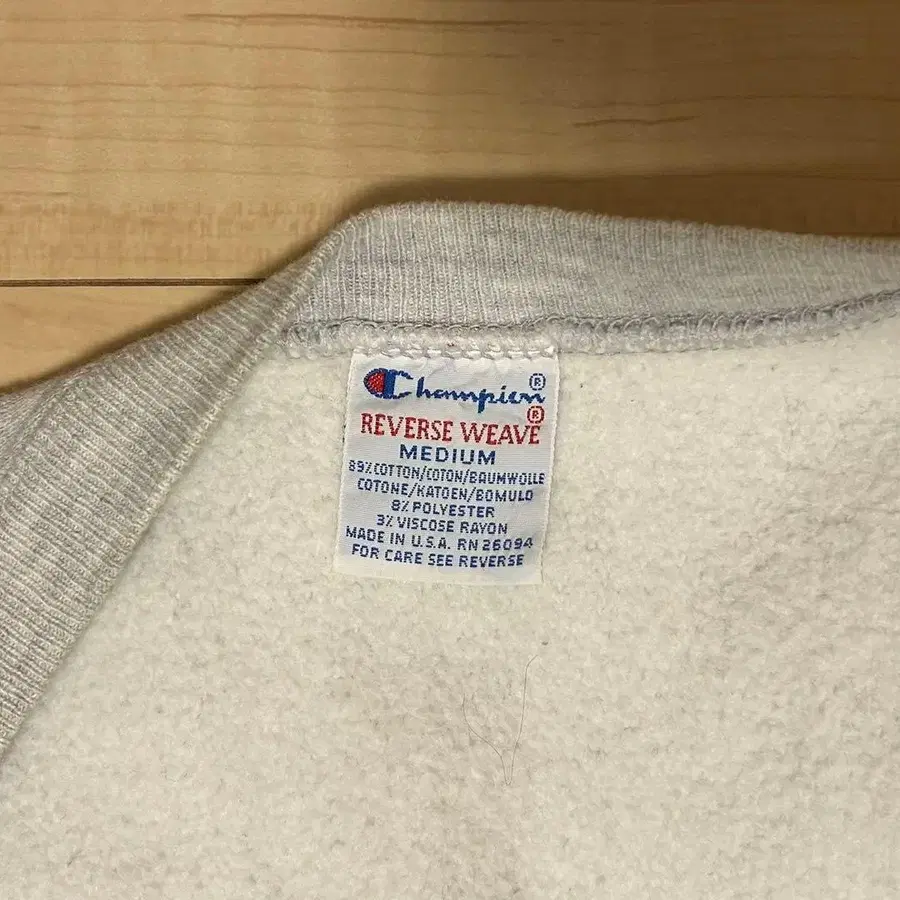 Champion®
REVERSE WEAVE®
MEDIUM
89% COTTON/COTON/BAUMWOLLE
COTONE/KATOEN/BOMULD
8% POLYESTER
3% VISCOSE RAYON
MADE IN U.S.A. RN 26094
FOR CARE SEE REVERSE